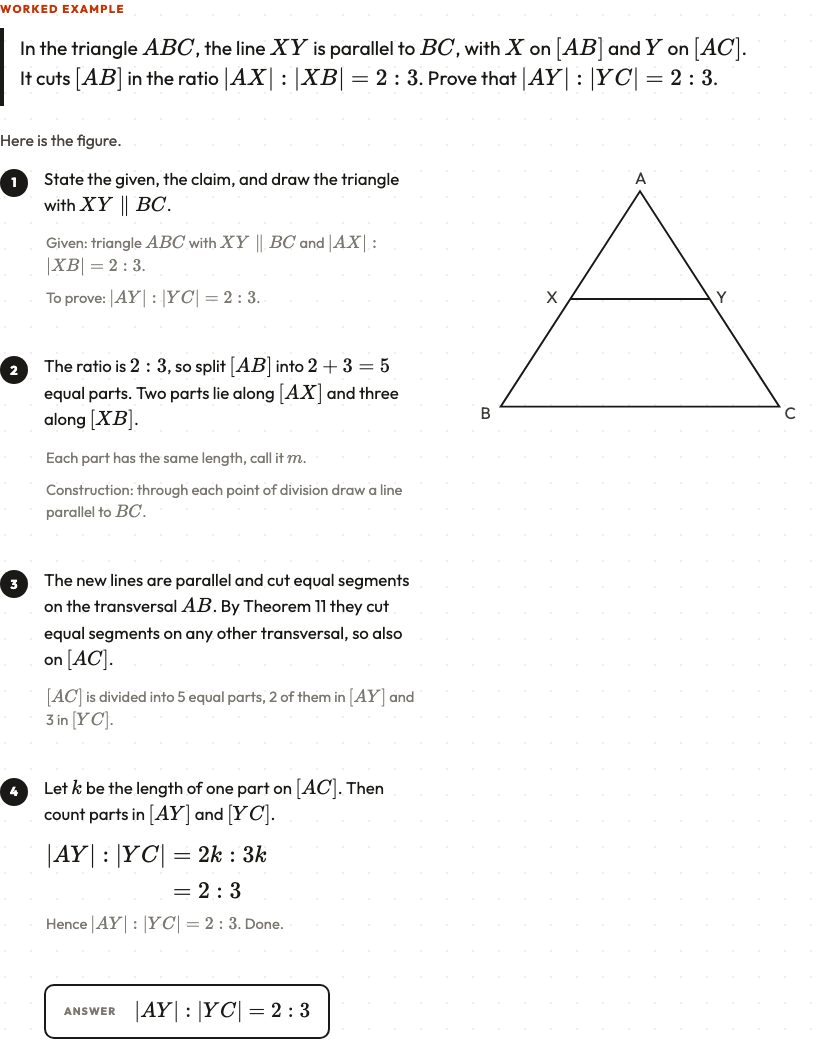 WORKED EXAMPLE
In the triangle ABC, the line XY is parallel to BC, with X on [AB] and Y on [AC].
It cuts [AB] in the ratio |AX| : |XB| = 2 : 3. Prove that |AY| : |YC| = 2 : 3.
Here is the figure.
1
State the given, the claim, and draw the triangle
with XY ∥ BC.
Given: triangle ABC with XY ∥ BC and |AX| :
|XB| = 2 : 3.
To prove: |AY| : |YC| = 2 : 3.
A
X
Y
B
C
2
The ratio is 2 : 3, so split [AB] into 2 + 3 = 5
equal parts. Two parts lie along [AX] and three
along [XB].
Each part has the same length, call it m.
Construction: through each point of division draw a line
parallel to BC.
3
The new lines are parallel and cut equal segments
on the transversal AB. By Theorem 11 they cut
equal segments on any other transversal, so also
on [AC].
[AC] is divided into 5 equal parts, 2 of them in [AY] and
3 in [YC].
4
Let k be the length of one part on [AC]. Then
count parts in [AY] and [YC].
|AY| : |YC| = 2k : 3k
= 2 : 3
Hence |AY| : |YC| = 2 : 3. Done.
ANSWER |AY| : |YC| = 2 : 3